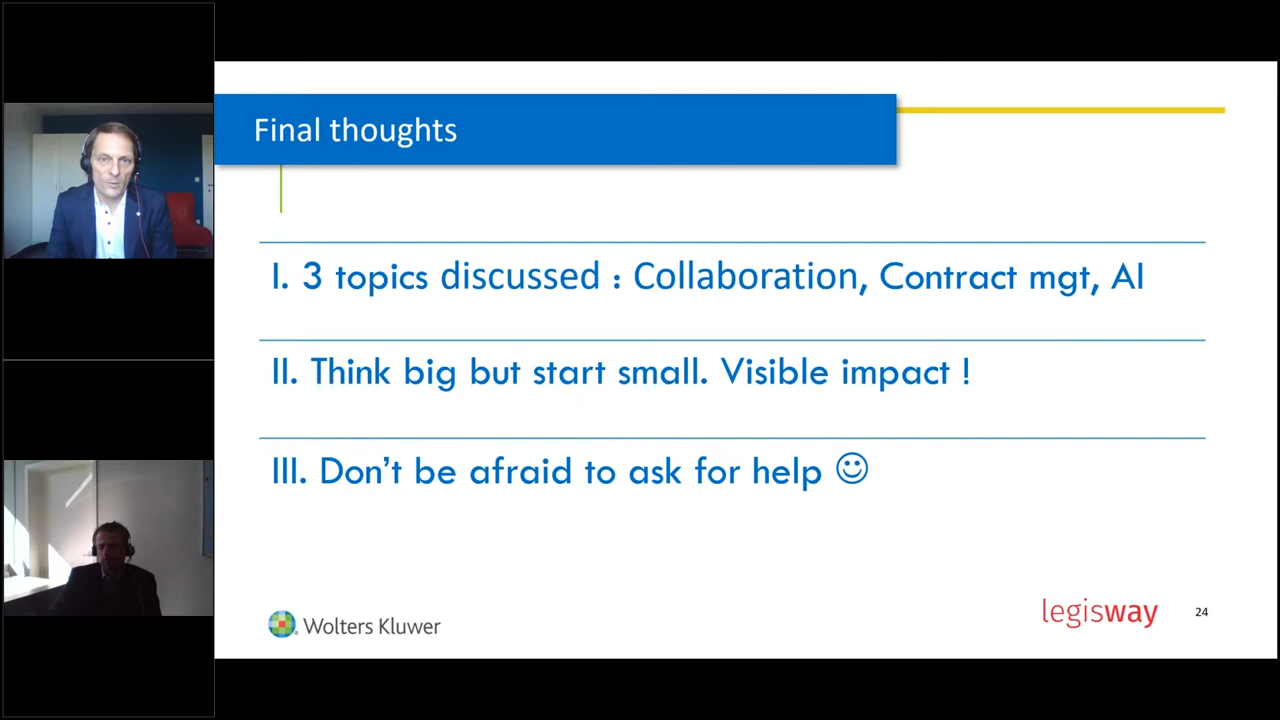 Final thoughts
I. 3 topics discussed : Collaboration, Contract mgt, AI
II. Think big but start small. Visible impact !
III. Don't be afraid to ask for help ☺
Wolters Kluwer
legisway
24